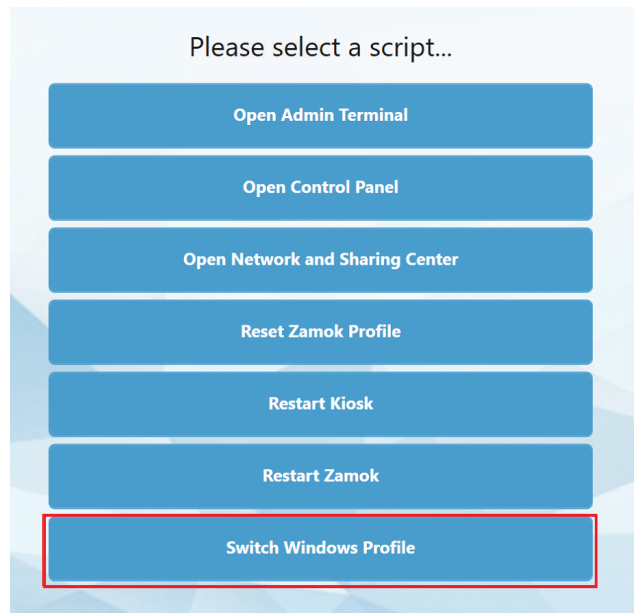 Please select a script...
Open Admin Terminal
Open Control Panel
Open Network and Sharing Center
Reset Zamok Profile
Restart Kiosk
Restart Zamok
Switch Windows Profile